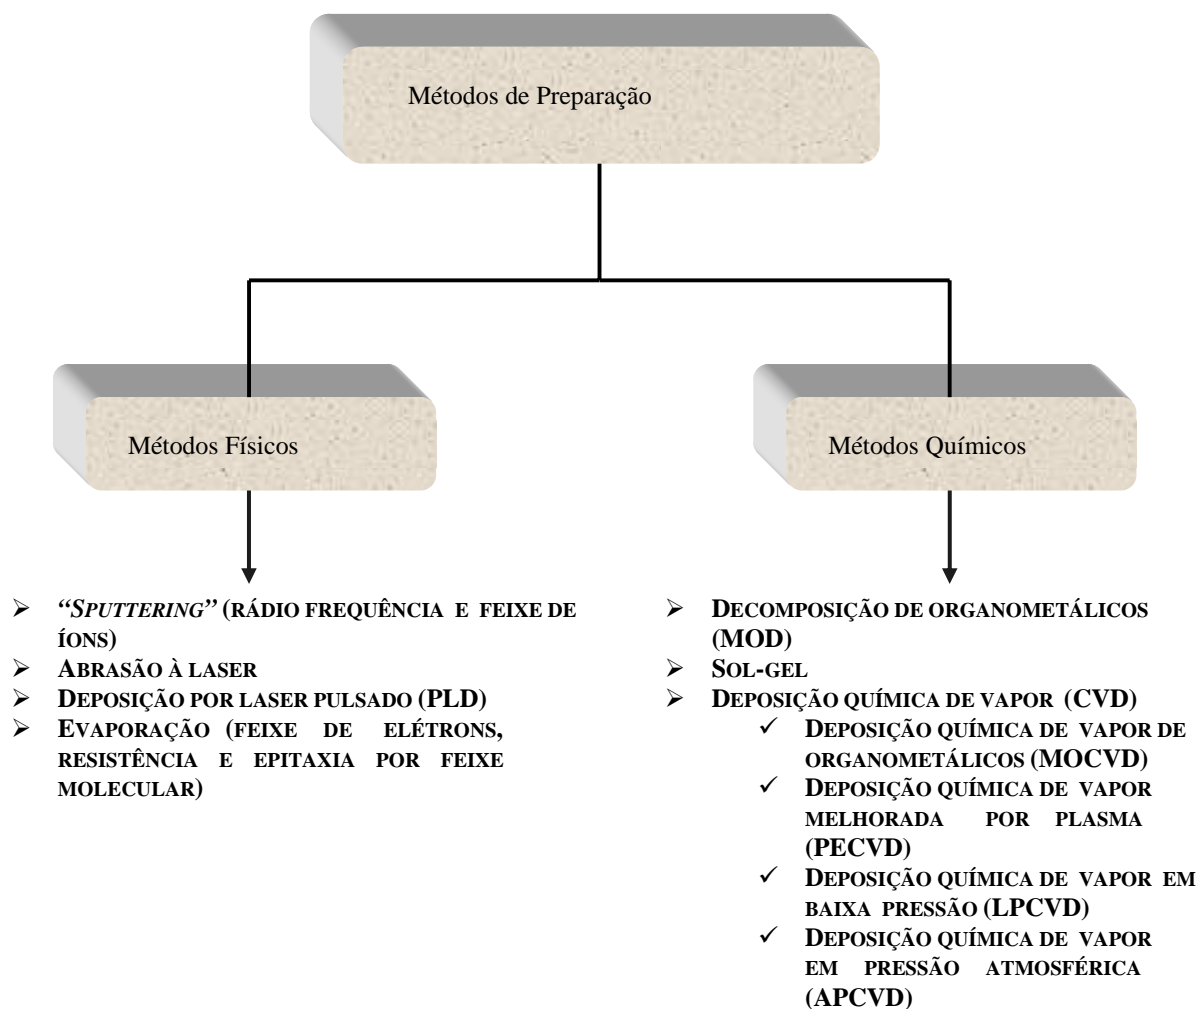 Métodos de Preparação
Métodos Físicos
Métodos Químicos
➢ “SPUTTERING” (RÁDIO FREQUÊNCIA E FEIXE DE
ÍONS)
➢ ABRASÃO À LASER
➢ DEPOSIÇÃO POR LASER PULSADO (PLD)
➢ EVAPORAÇÃO (FEIXE DE ELÉTRONS,
RESISTÊNCIA E EPITAXIA POR FEIXE
MOLECULAR)
➢ DECOMPOSIÇÃO DE ORGANOMETÁLICOS
(MOD)
➢ SOL-GEL
➢ DEPOSIÇÃO QUÍMICA DE VAPOR (CVD)
✓ DEPOSIÇÃO QUÍMICA DE VAPOR DE
ORGANOMETÁLICOS (MOCVD)
✓ DEPOSIÇÃO QUÍMICA DE VAPOR
MELHORADA POR PLASMA
(PECVD)
✓ DEPOSIÇÃO QUÍMICA DE VAPOR EM
BAIXA PRESSÃO (LPCVD)
✓ DEPOSIÇÃO QUÍMICA DE VAPOR
EM PRESSÃO ATMOSFÉRICA
(APCVD)